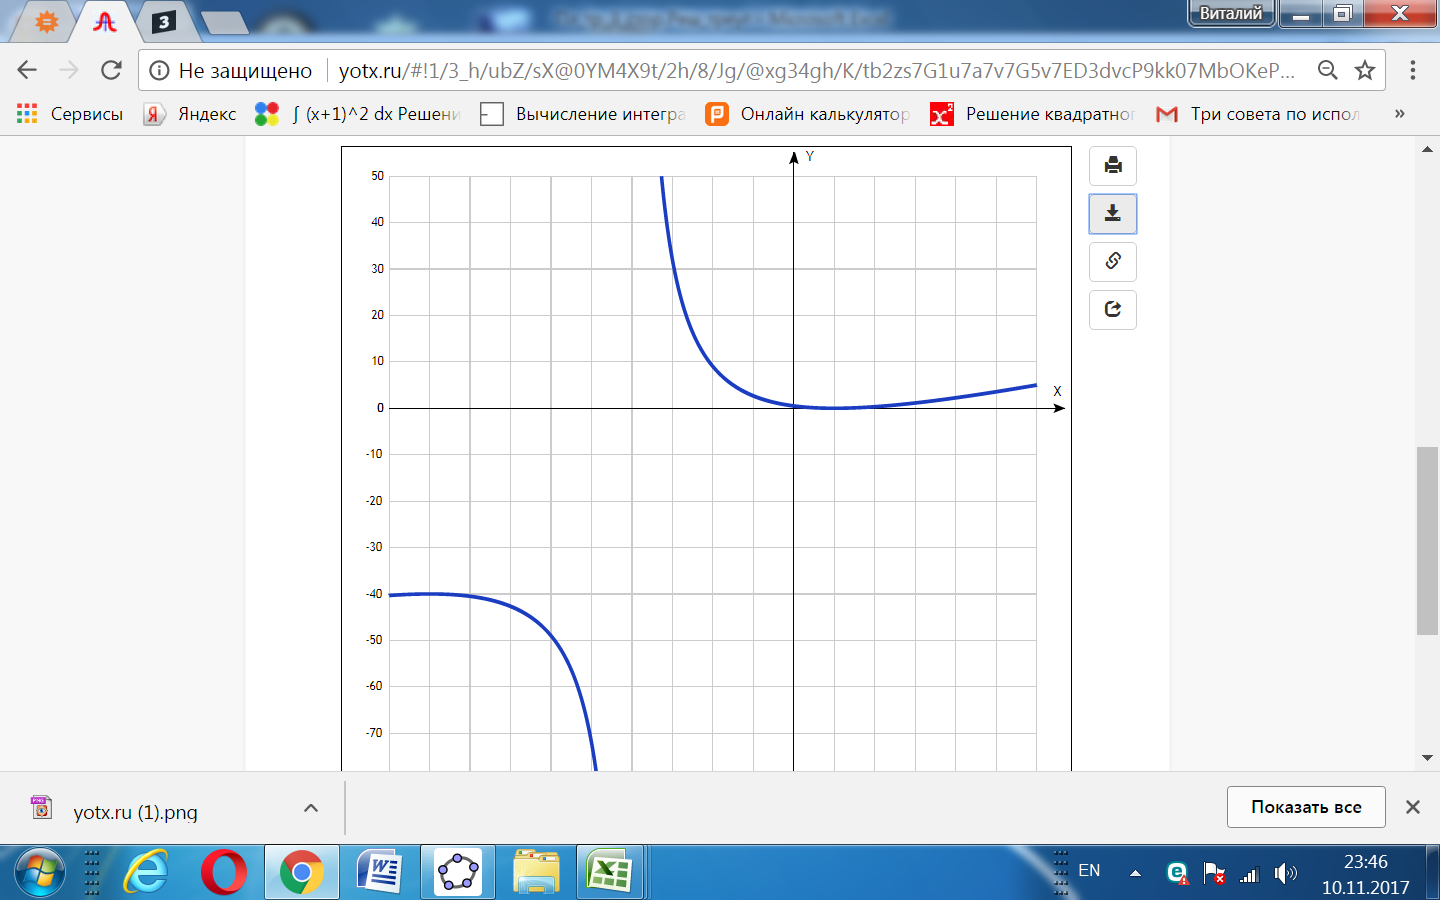 Виталий
3
Не защищено
yotx.ru/#!1/3_h/ubZ/sX@0YM4X9t/2h/8/Jg/@xg34gh/K/tb2zs7G1u7a7v7G5v7ED3dvcP9kk07MbOKeP...
Сервисы
Яндекс
∫ (x+1)^2 dx Решени
Вычисление интегра
Онлайн калькулятор
Решение квадратног
Три совета по испол
»
Y
50
40
30
20
10
X
0
-10
-20
-30
-40
-50
-60
-70
yotx.ru (1).png
Показать все
EN
23:46
10.11.2017